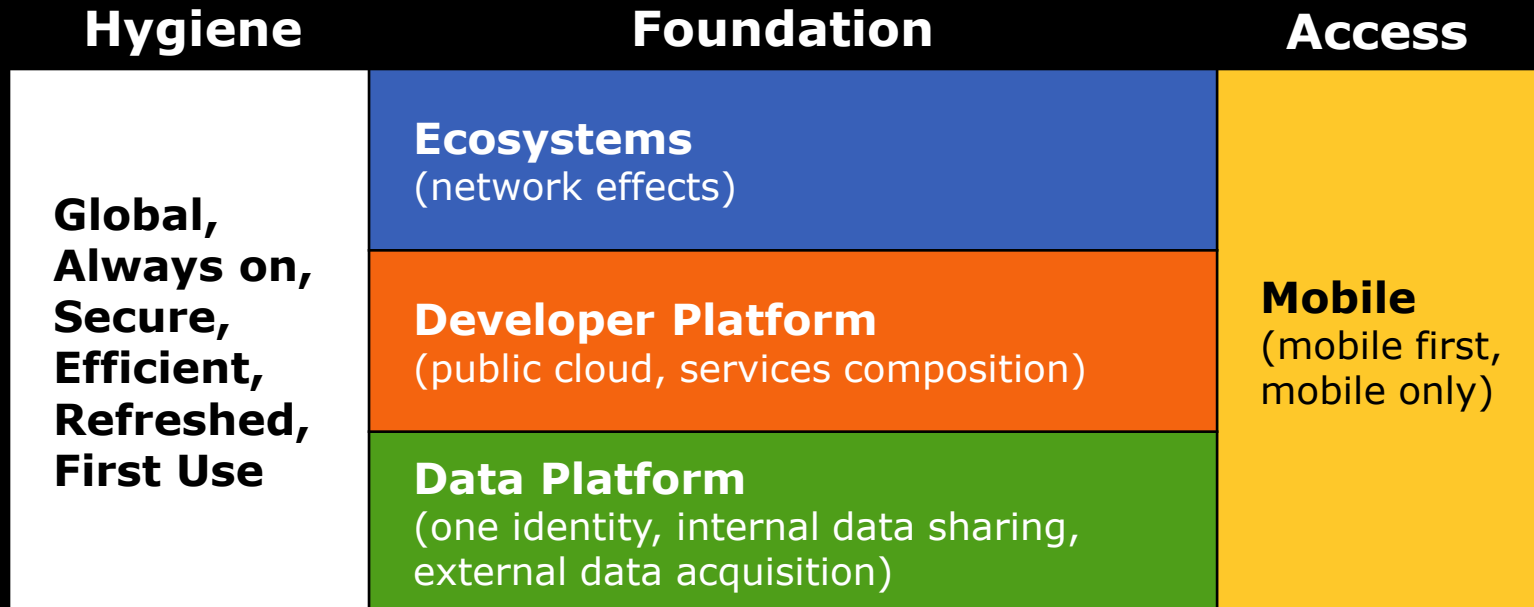 Hygiene
Foundation
Access
Global,
Always on,
Secure,
Efficient,
Refreshed,
First Use
Ecosystems
(network effects)
Developer Platform
(public cloud, services composition)
Data Platform
(one identity, internal data sharing,
external data acquisition)
Mobile
(mobile first,
mobile only)